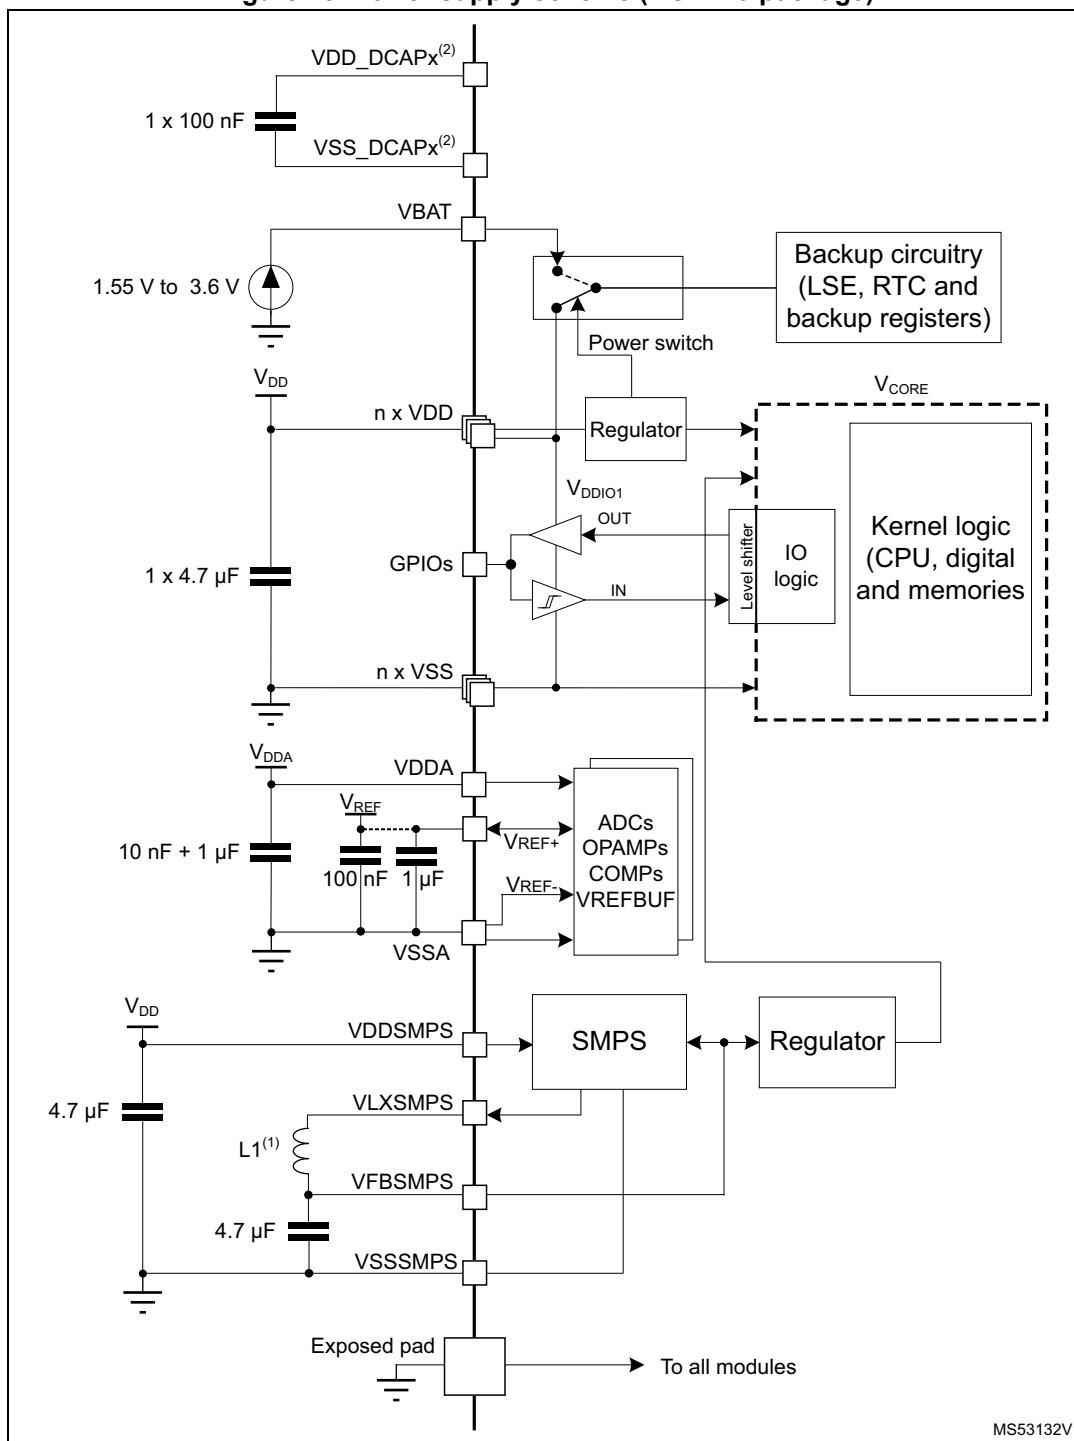 VDD_DCAPx(2)
1 x 100 nF
VSS_DCAPx(2)
VBAT
1.55 V to 3.6 V
Backup circuitry
(LSE, RTC and
backup registers)
Power switch
VDD
VCORE
n x VDD
Regulator
VDDIO1
OUT
GPIOs
IN
Level shifter
IO
logic
Kernel logic
(CPU, digital
and memories
1 x 4.7 µF
n x VSS
VDDA
VDDA
VREF
VREF+
10 nF + 1 µF
100 nF
1 µF
VREF-
ADCs
OPAMPs
COMPs
VREFBUF
VSSA
VDD
VDDSMPS
SMPS
Regulator
4.7 µF
VLXSMPS
L1(1)
VFBSMPS
4.7 µF
VSSSMPS
Exposed pad
To all modules
MS53132V